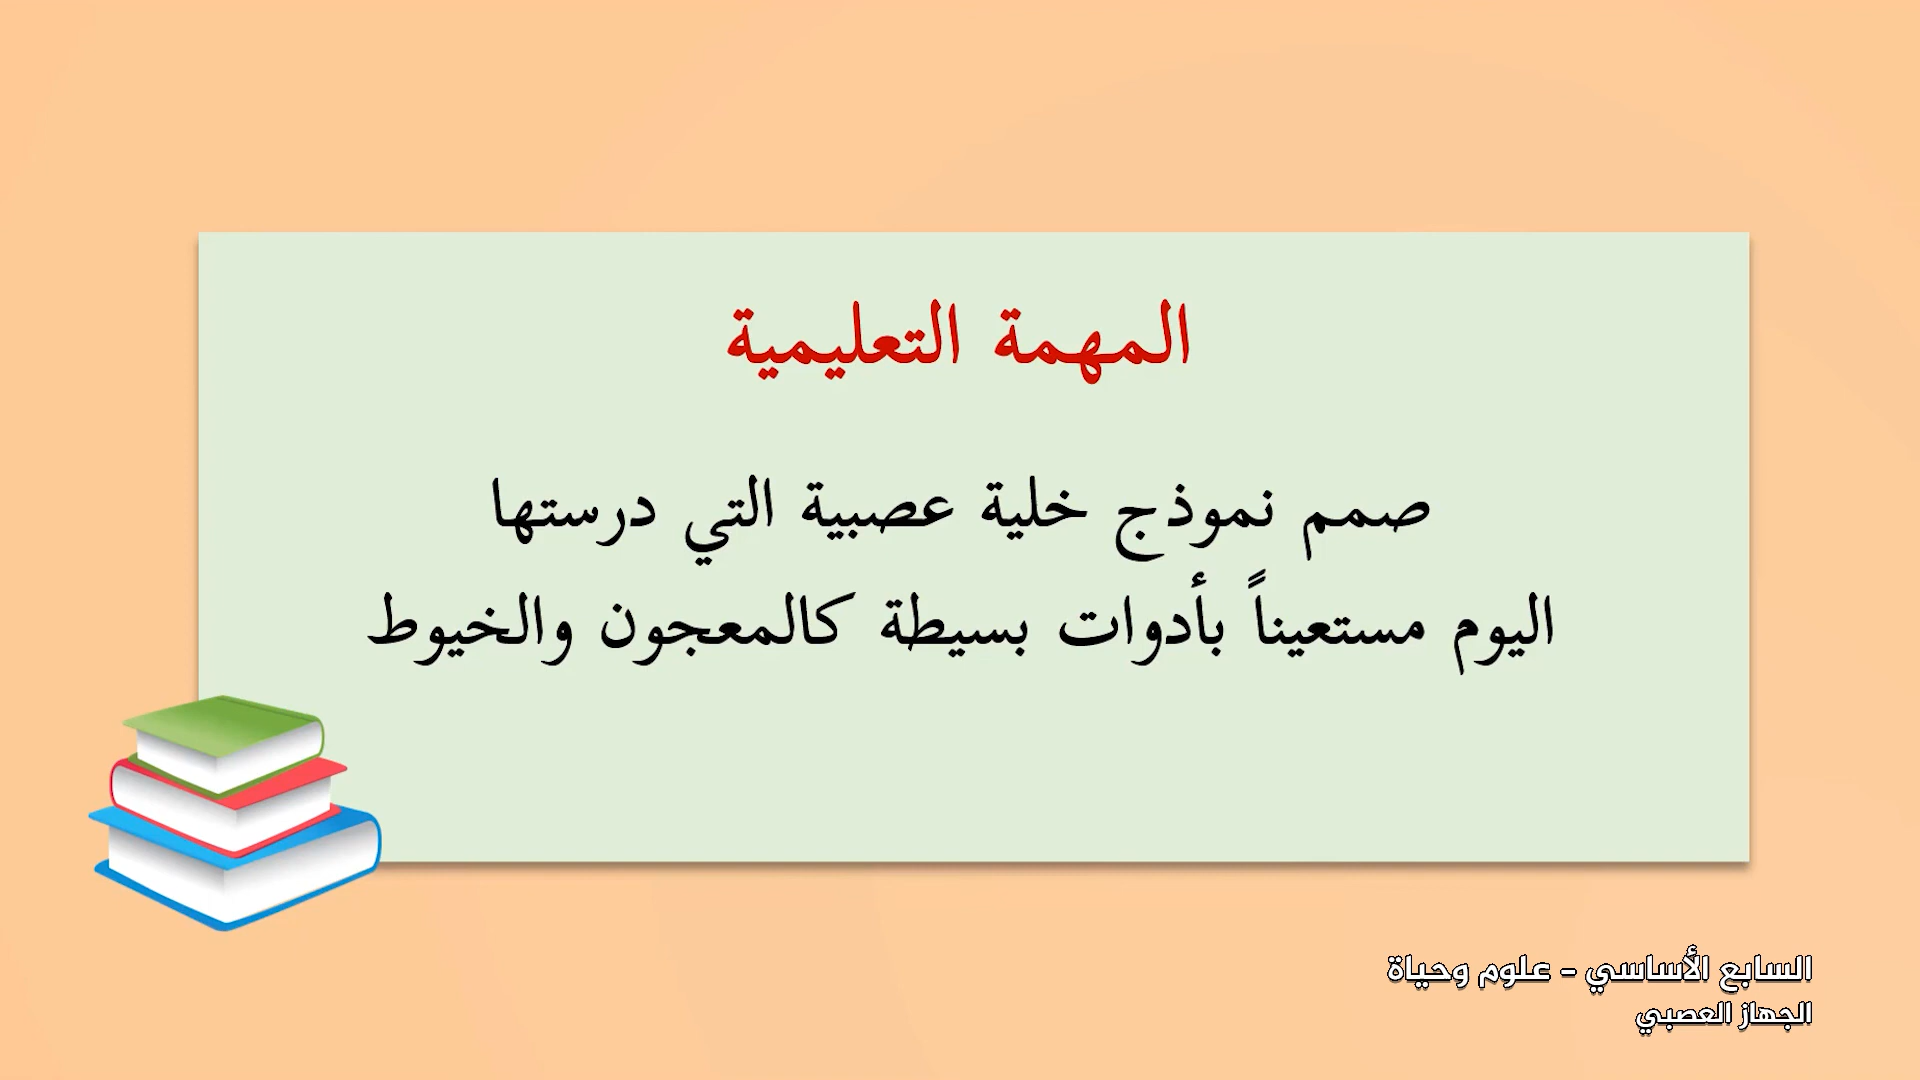 المهمة التعليمية
صمم نموذج خلية عصبية التي درستها
اليوم مستعيناً بأدوات بسيطة كالمعجون والخيوط
السابع الأساسي - علوم وحياة
الجهاز العصبي